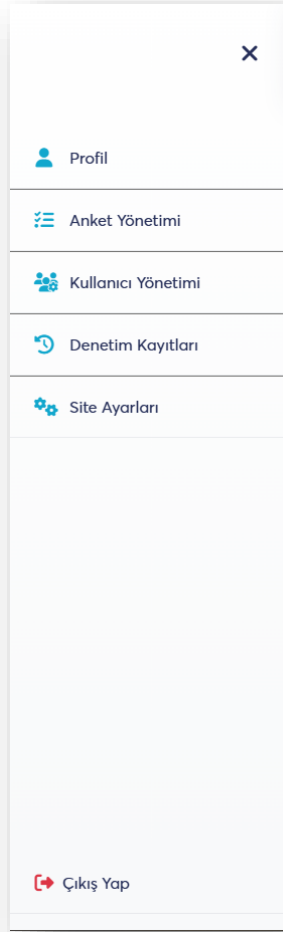 Profil
Anket Yönetimi
Kullanıcı Yönetimi
Denetim Kayıtları
Site Ayarları
Çıkış Yap